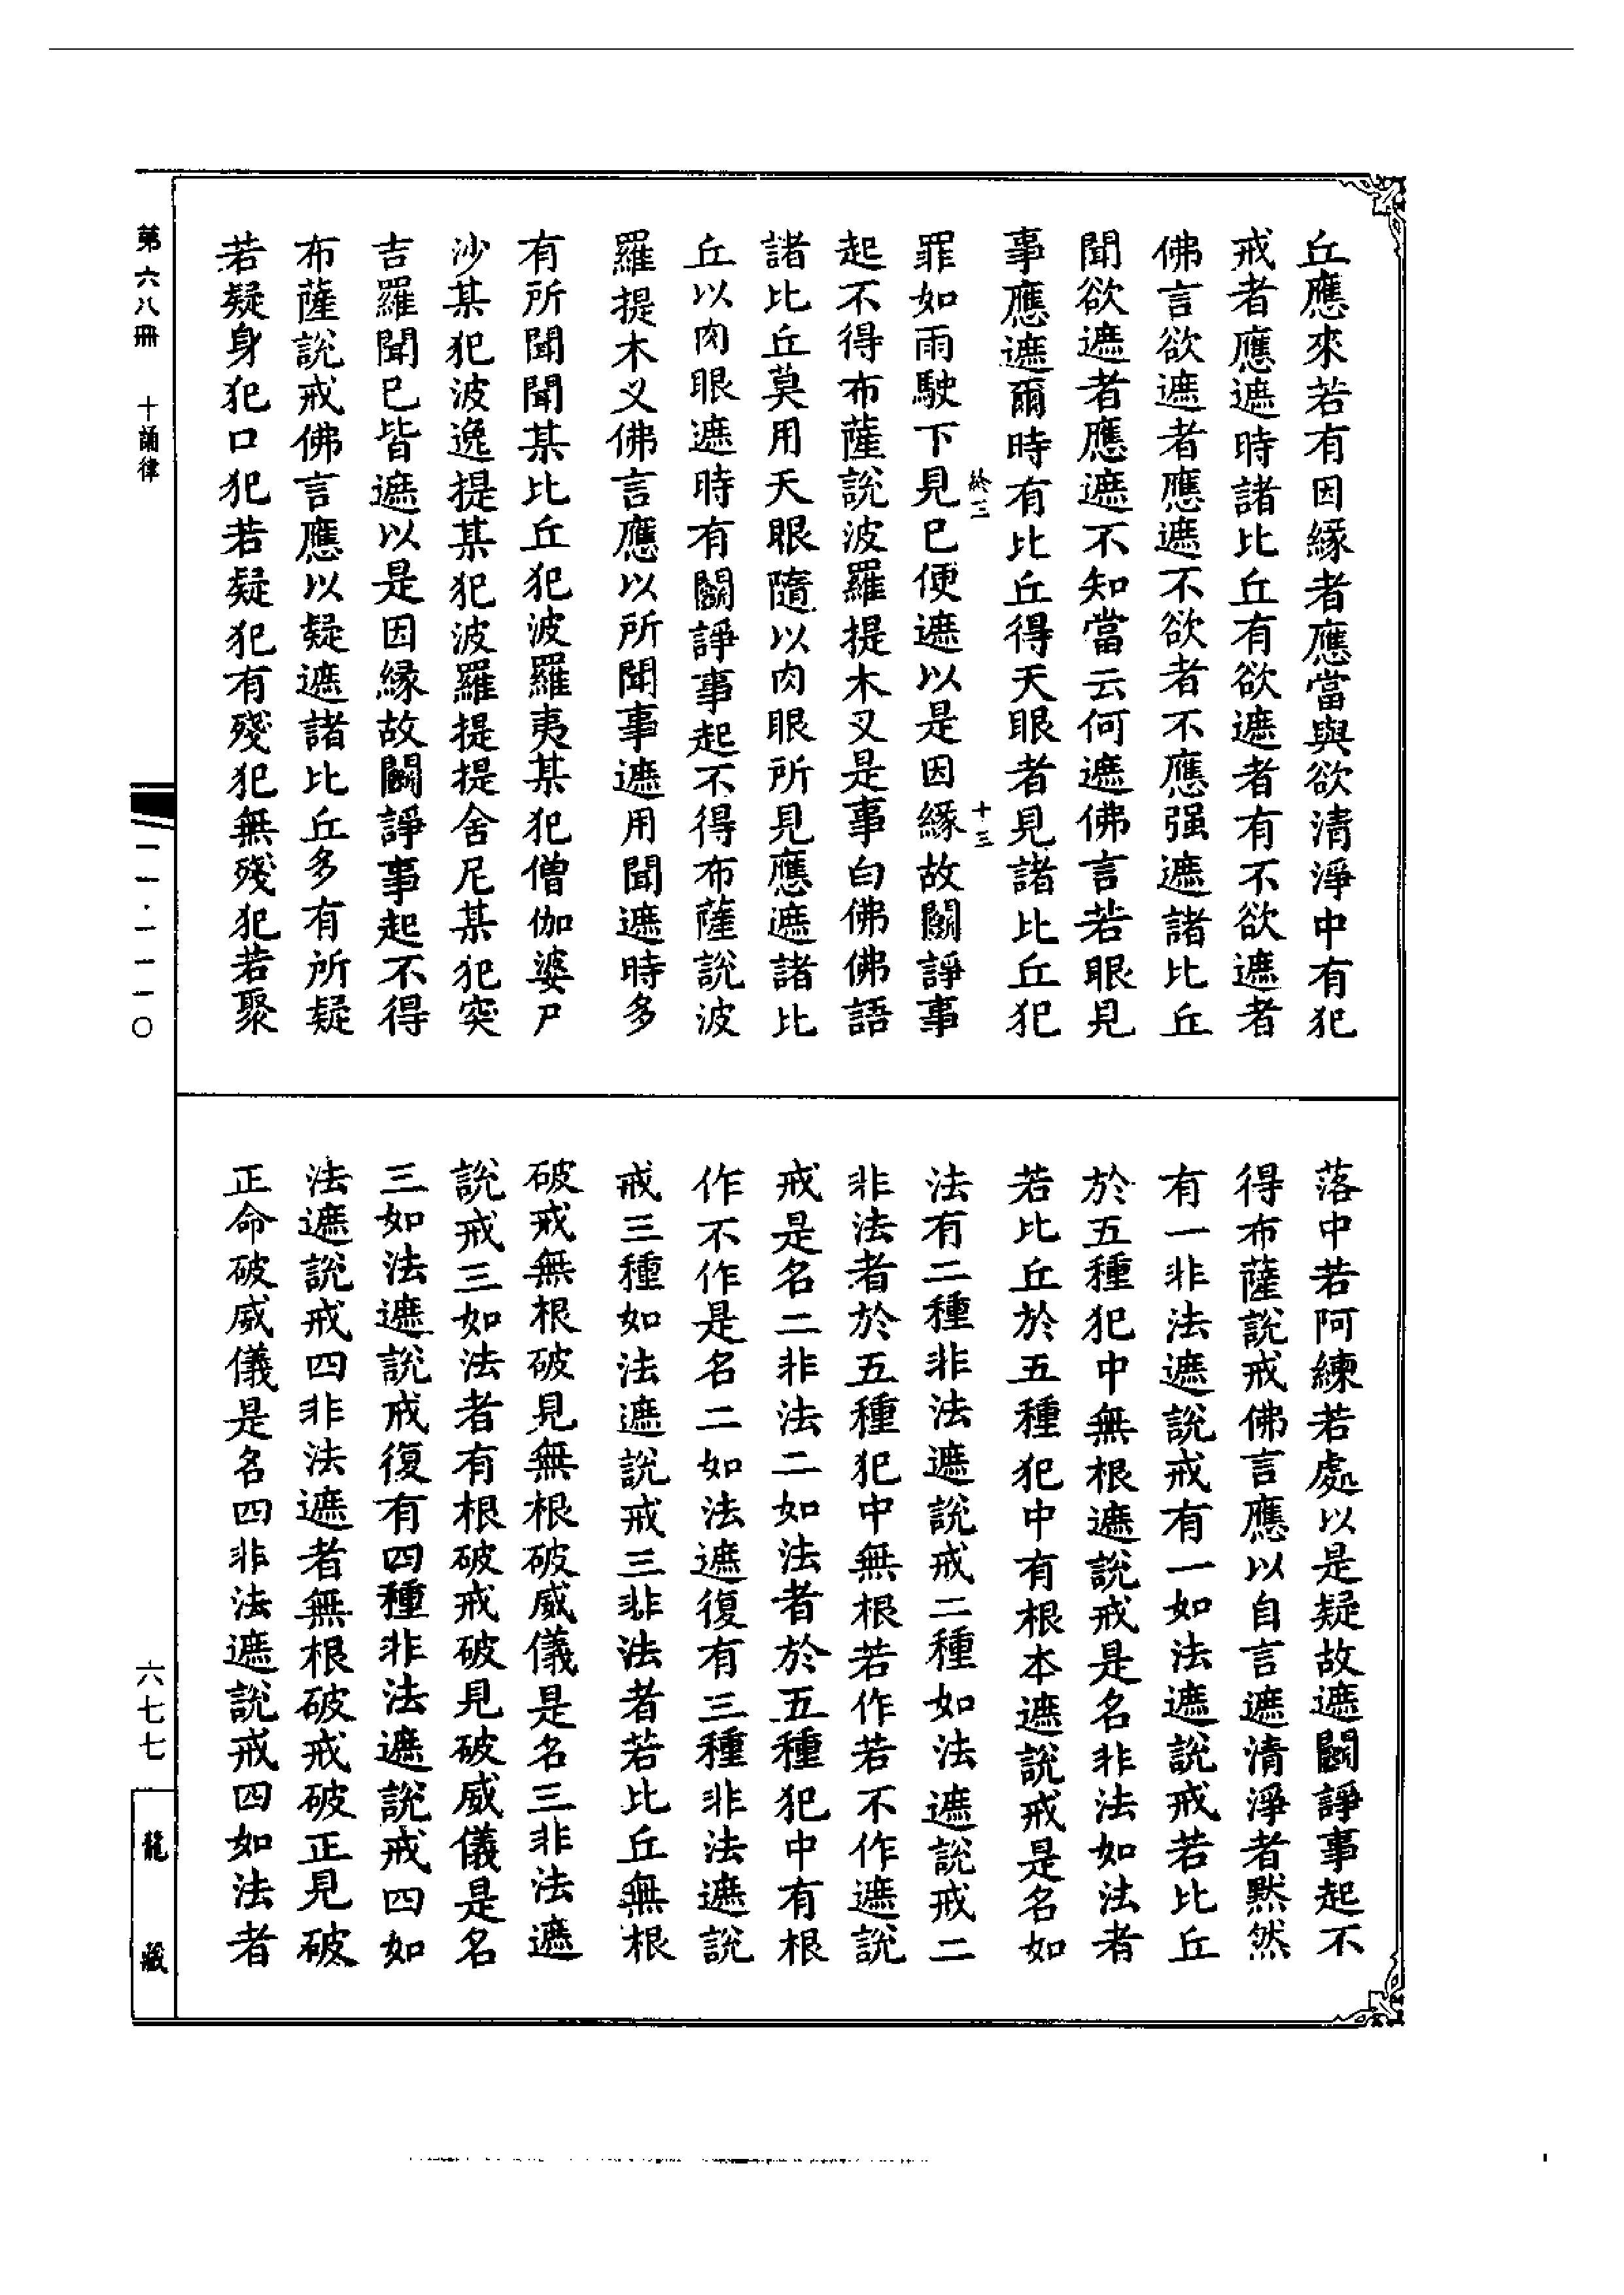 丘應來若有因緣者應當與欲清淨中有犯
戒者應遮時諸比丘有欲遮者有不欲遮者
佛言欲遮者應遮不欲者不應强遮諸比丘
聞欲遮者應遮不知當云何遮佛言若眼見
事應遮爾時有比丘得天眼者見諸比丘犯
終三
十三
罪如雨駛下見已便遮以是因緣故鬭諍事
起不得布薩說波羅提木叉是事白佛佛語
諸比丘莫用天眼隨以肉眼所見應遮諸比
丘以肉眼遮時有鬭諍事起不得布薩說波
羅提木叉佛言應以所聞事遮用聞遮時多
有所聞聞某比丘犯波羅夷某犯僧伽婆尸
沙某犯波逸提某犯波羅提提舍尼某犯突
吉羅聞已皆遮以是因緣故鬭諍事起不得
布薩說戒佛言應以疑遮諸比丘多有所疑
若疑身犯口犯若疑犯有殘犯無殘犯若聚
落中若阿練若處以是疑故遮鬭諍事起不
得布薩說戒佛言應以自言遮清淨者默然
有一非法遮說戒有一如法遮說戒若比丘
於五種犯中無根遮說戒是名非法如法者
若比丘於五種犯中有根本遮說戒是名如
法有二種非法遮說戒二種如法遮說戒二
非法者於五種犯中無根若作若不作遮說
戒是名二非法二如法者於五種犯中有根
作不作是名二如法遮復有三種非法遮說
戒三種如法遮說戒三非法者若比丘無根
破戒無根破見無根破威儀是名三非法遮
說戒三如法者有根破戒破見破威儀是名
三如法遮說戒復有四種非法遮說戒四如
法遮說戒四非法遮者無根破戒破正見破
正命破威儀是名四非法遮說戒四如法者
第六八冊 十誦律
一一·一一一〇
六七七
龍藏